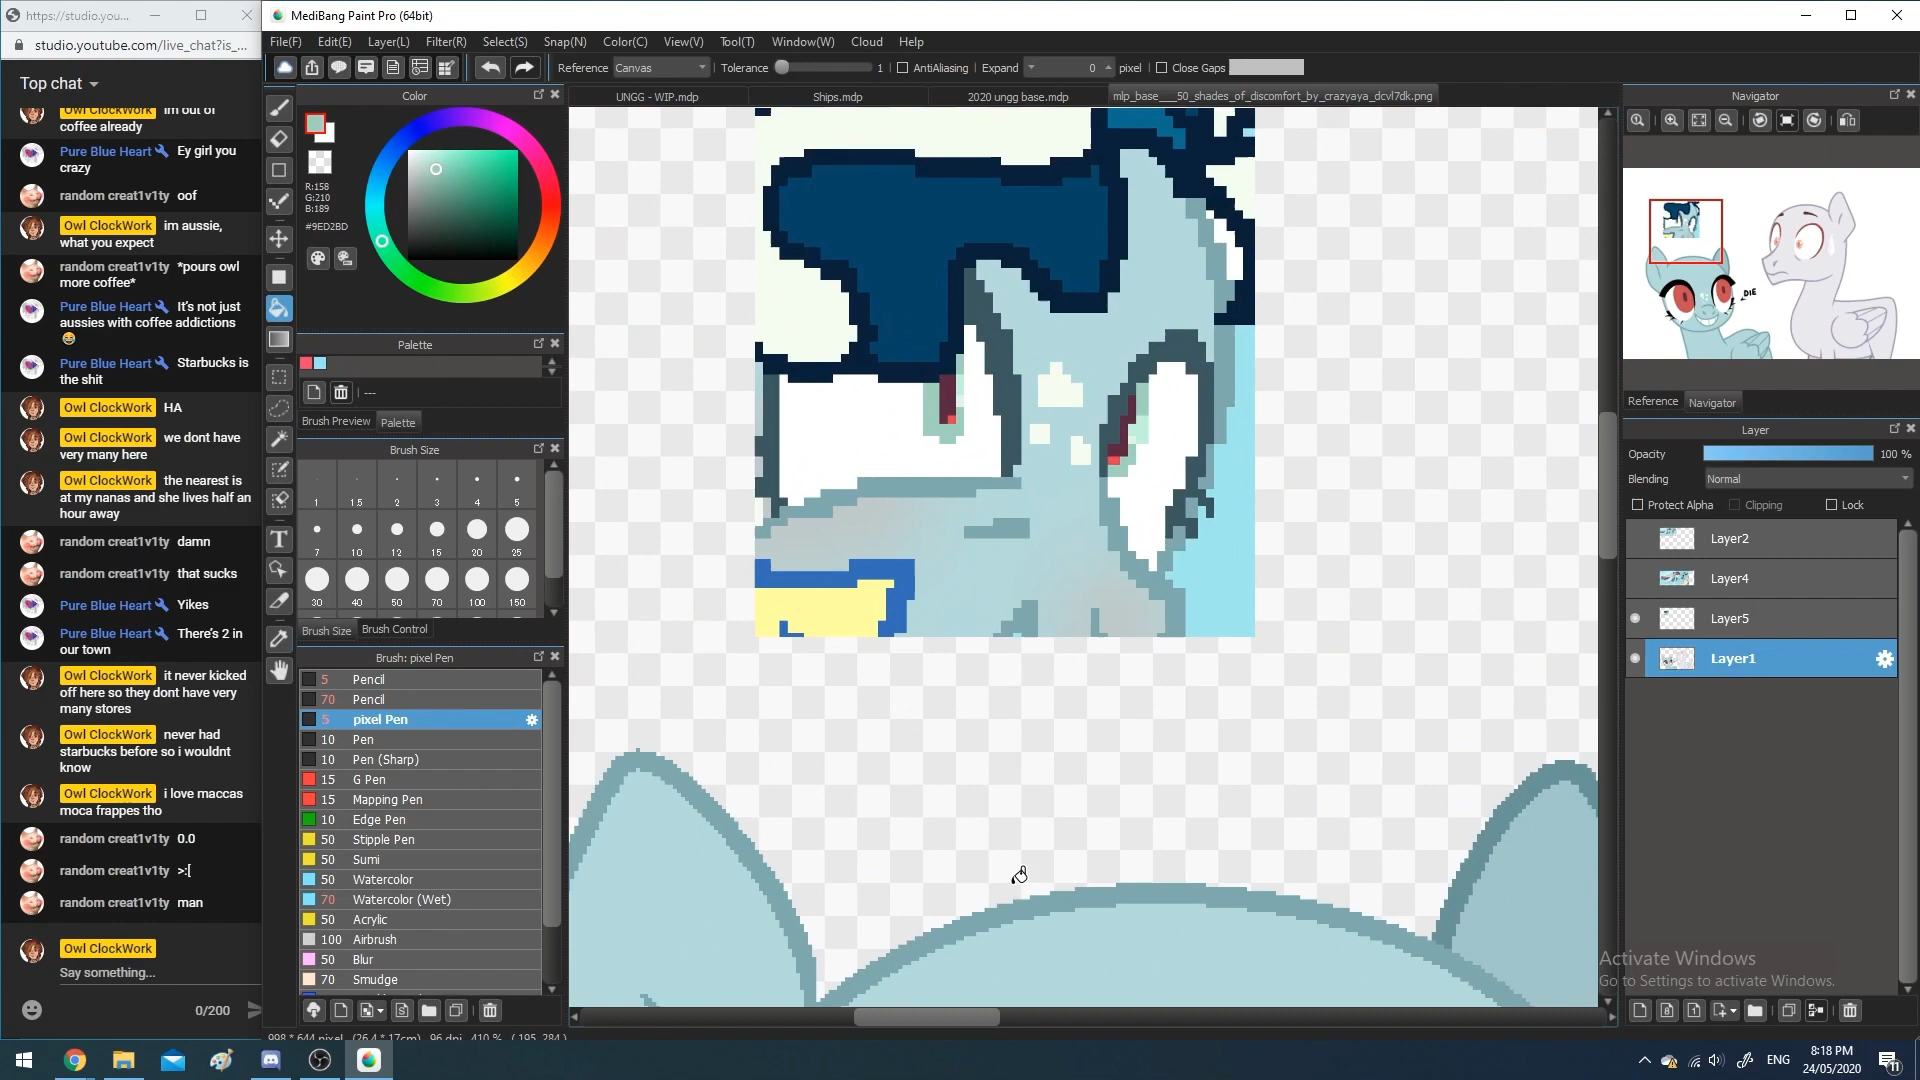 https://studio.you...
studio.youtube.com/live_chat?is_...
Top chat
Owl ClockWork im out of
coffee already
Pure Blue Heart Ey girl you
crazy
random creat1v1ty oof
Owl ClockWork im aussie,
what you expect
random creat1v1ty *pours owl
more coffee*
Pure Blue Heart It's not just
aussies with coffee addictions
😂
Pure Blue Heart Starbucks is
the shit
Owl ClockWork HA
Owl ClockWork we dont have
very many here
Owl ClockWork the nearest is
at my nanas and she lives half an
hour away
random creat1v1ty damn
random creat1v1ty that sucks
Pure Blue Heart Yikes
Pure Blue Heart There's 2 in
our town
Owl ClockWork it never kicked
off here so they dont have very
many stores
Owl ClockWork never had
starbucks before so i wouldnt
know
Owl ClockWork i love maccas
moca frappes tho
random creat1v1ty 0.0
random creat1v1ty >:[
random creat1v1ty man
Owl ClockWork
Say something...
0/200
MediBang Paint Pro (64bit)
File(F) Edit(E) Layer(L) Filter(R) Select(S) Snap(N) Color(C) View(V) Tool(T) Window(W) Cloud Help
Reference Canvas Tolerance 1 AntiAliasing Expand 0 pixel Close Gaps
Color
R:158
G:210
B:189
#9ED2BD
Palette
---
Brush Preview Palette
Brush Size
1 1.5 2 3 4 5
7 10 12 15 20 25
30 40 50 70 100 150
Brush Size Brush Control
Brush: pixel Pen
5 Pencil
70 Pencil
5 pixel Pen
10 Pen
10 Pen (Sharp)
15 G Pen
15 Mapping Pen
10 Edge Pen
50 Stipple Pen
50 Sumi
50 Watercolor
70 Watercolor (Wet)
50 Acrylic
100 Airbrush
50 Blur
70 Smudge
UNGG - WIP.mdp Ships.mdp 2020 ungg base.mdp mlp_base___50_shades_of_discomfort_by_crazyaya_dcvl7dk.png
Navigator
DIE
Reference Navigator
Layer
Opacity 100 %
Blending Normal
Protect Alpha Clipping Lock
Layer2
Layer4
Layer5
Layer1
Activate Windows
Go to Settings to activate Windows.
998 * 644 pixel (26.4 * 17cm) 96 dpi 410 % (195, 284)
ENG
8:18 PM
24/05/2020
11